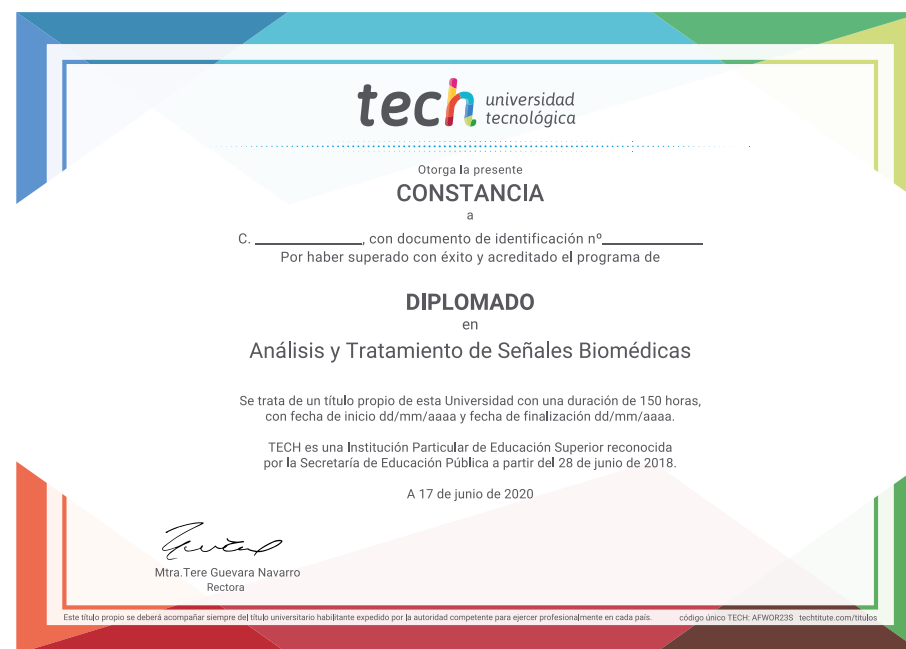 tech universidad
tecnológica
Otorga la presente
CONSTANCIA
a
C. ____________, con documento de identificación nº____________
Por haber superado con éxito y acreditado el programa de
DIPLOMADO
en
Análisis y Tratamiento de Señales Biomédicas
Se trata de un título propio de esta Universidad con una duración de 150 horas,
con fecha de inicio dd/mm/aaaa y fecha de finalización dd/mm/aaaa.
TECH es una Institución Particular de Educación Superior reconocida
por la Secretaría de Educación Pública a partir del 28 de junio de 2018.
A 17 de junio de 2020
Mtra.Tere Guevara Navarro
Rectora
Este título propio se deberá acompañar siempre del título universitario habilitante expedido por la autoridad competente para ejercer profesionalmente en cada país. código único TECH: AFWOR23S techtitute.com/titulos